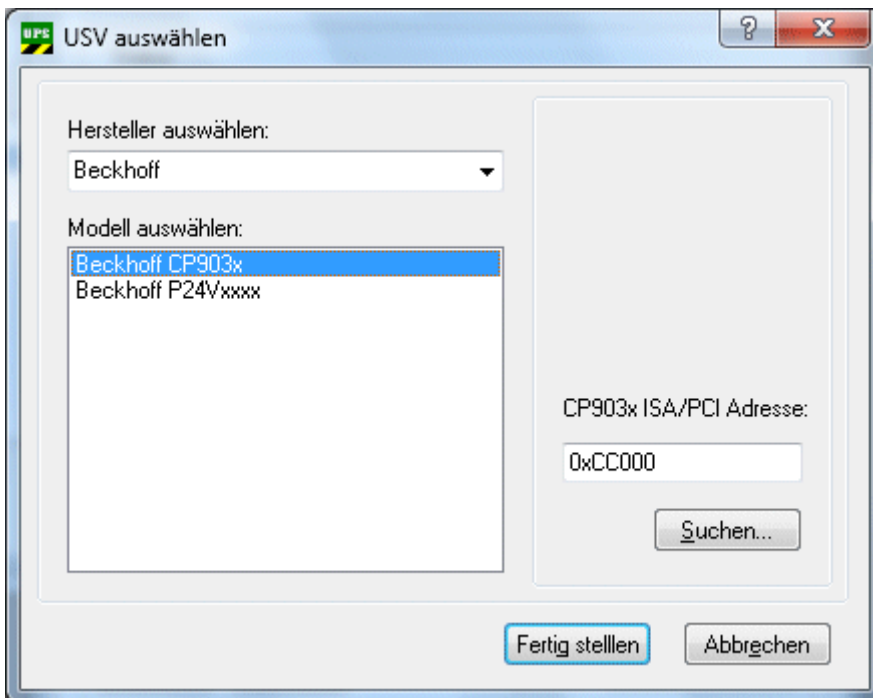 UPS
USV auswählen
Hersteller auswählen:
Beckhoff
Modell auswählen:
Beckhoff CP903x
Beckhoff P24Vxxxx
CP903x ISA/PCI Adresse:
0xCC000
Suchen...
Fertig stelllen
Abbrechen